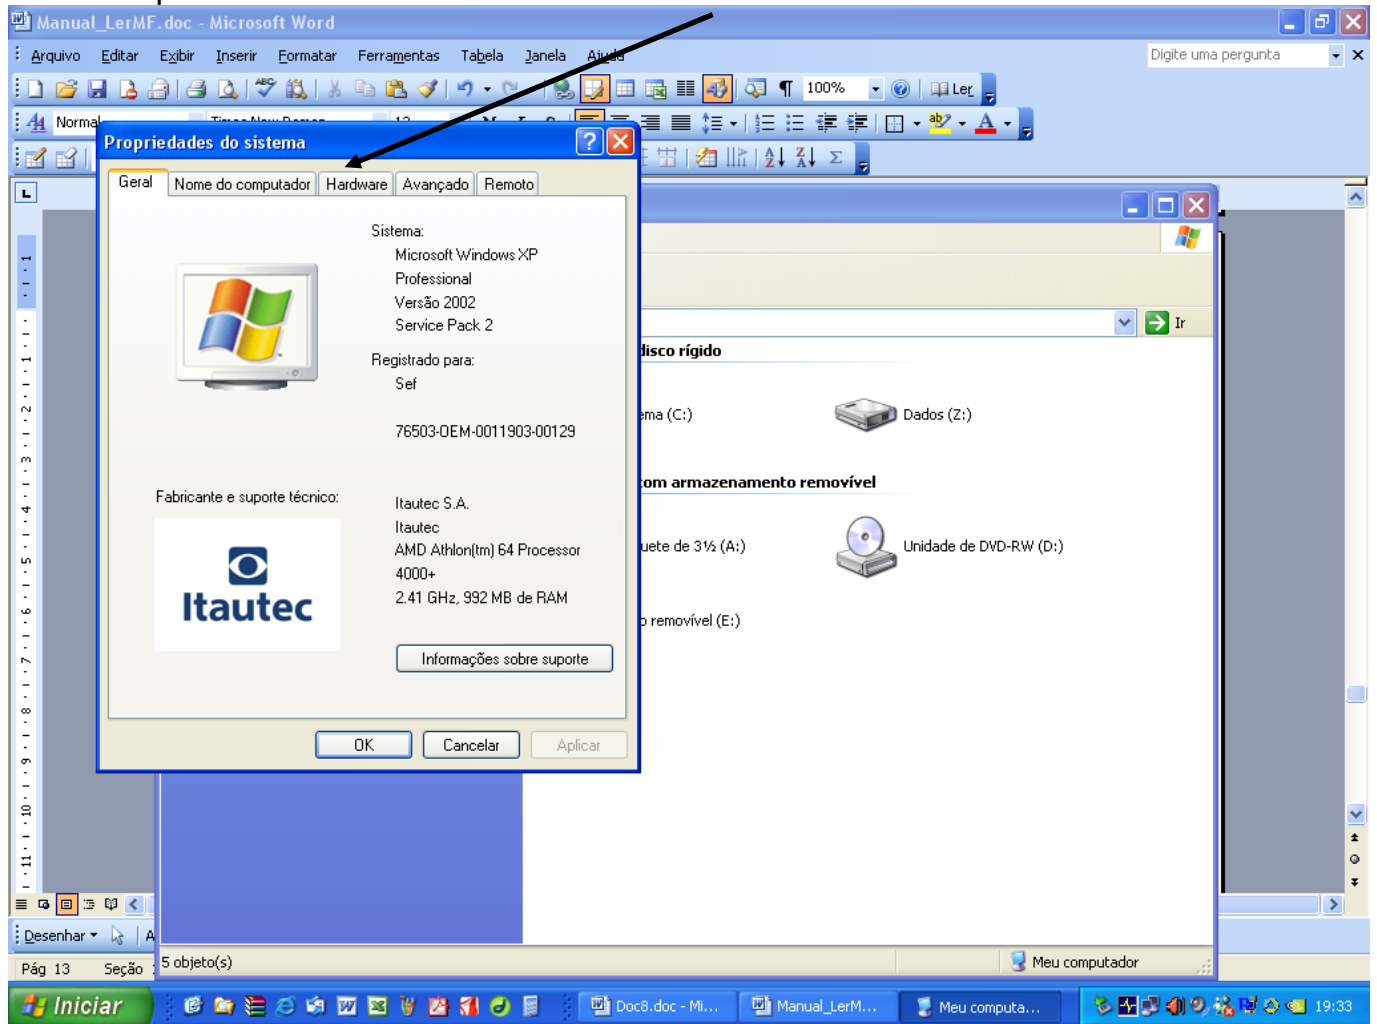 Manual_LerMF.doc - Microsoft Word
Arquivo Editar Exibir Inserir Formatar Ferramentas Tabela Janela Ajuda
Digite uma pergunta
100%
Ler
Normal
Propriedades do sistema
Geral Nome do computador Hardware Avançado Remoto
Sistema:
Microsoft Windows XP
Professional
Versão 2002
Service Pack 2
Registrado para:
Sef
76503-OEM-0011903-00129
Fabricante e suporte técnico:
Itautec S.A.
Itautec
AMD Athlon(tm) 64 Processor
4000+
2.41 GHz, 992 MB de RAM
Itautec
Informações sobre suporte
OK Cancelar Aplicar
Ir
disco rígido
ema (C:) Dados (Z:)
com armazenamento removível
uete de 3½ (A:) Unidade de DVD-RW (D:)
o removível (E:)
Desenhar
Pág 13 Seção
5 objeto(s) Meu computador
Iniciar
Doc8.doc - Mi...
Manual_LerM...
Meu computa...
19:33